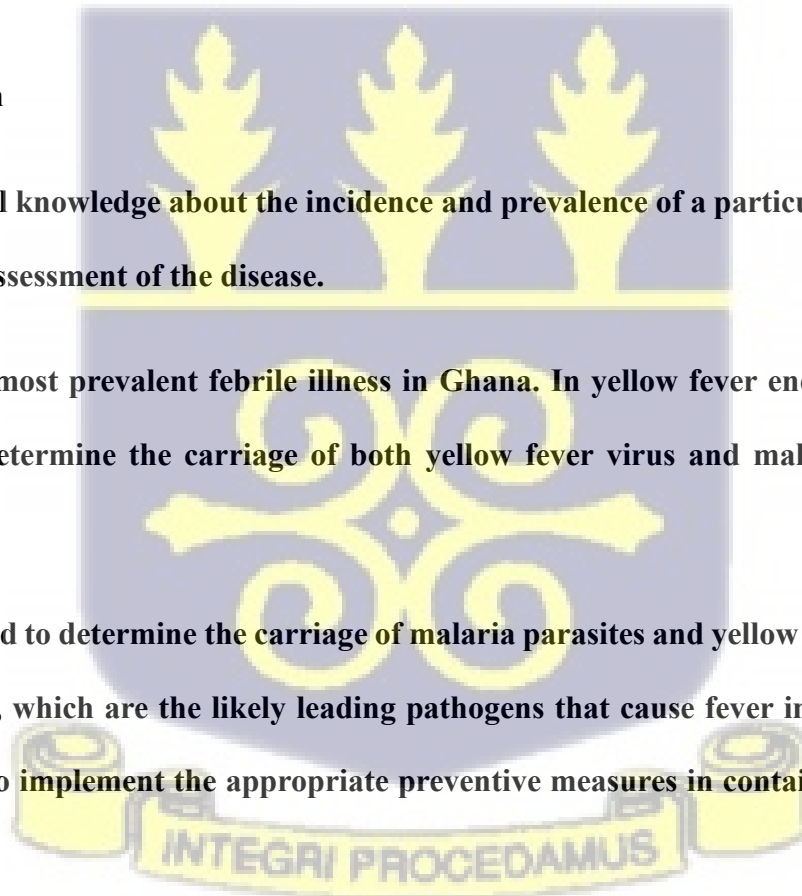 l knowledge about the incidence and prevalence of a particu
ssessment of the disease.
most prevalent febrile illness in Ghana. In yellow fever end
etermine the carriage of both yellow fever virus and mal
d to determine the carriage of malaria parasites and yellow
, which are the likely leading pathogens that cause fever in
o implement the appropriate preventive measures in contai
INTEGRI PROCEDAMUS